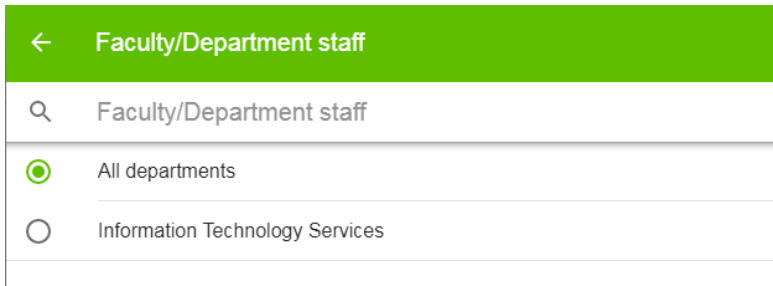 Faculty/Department staff
Faculty/Department staff
All departments
Information Technology Services